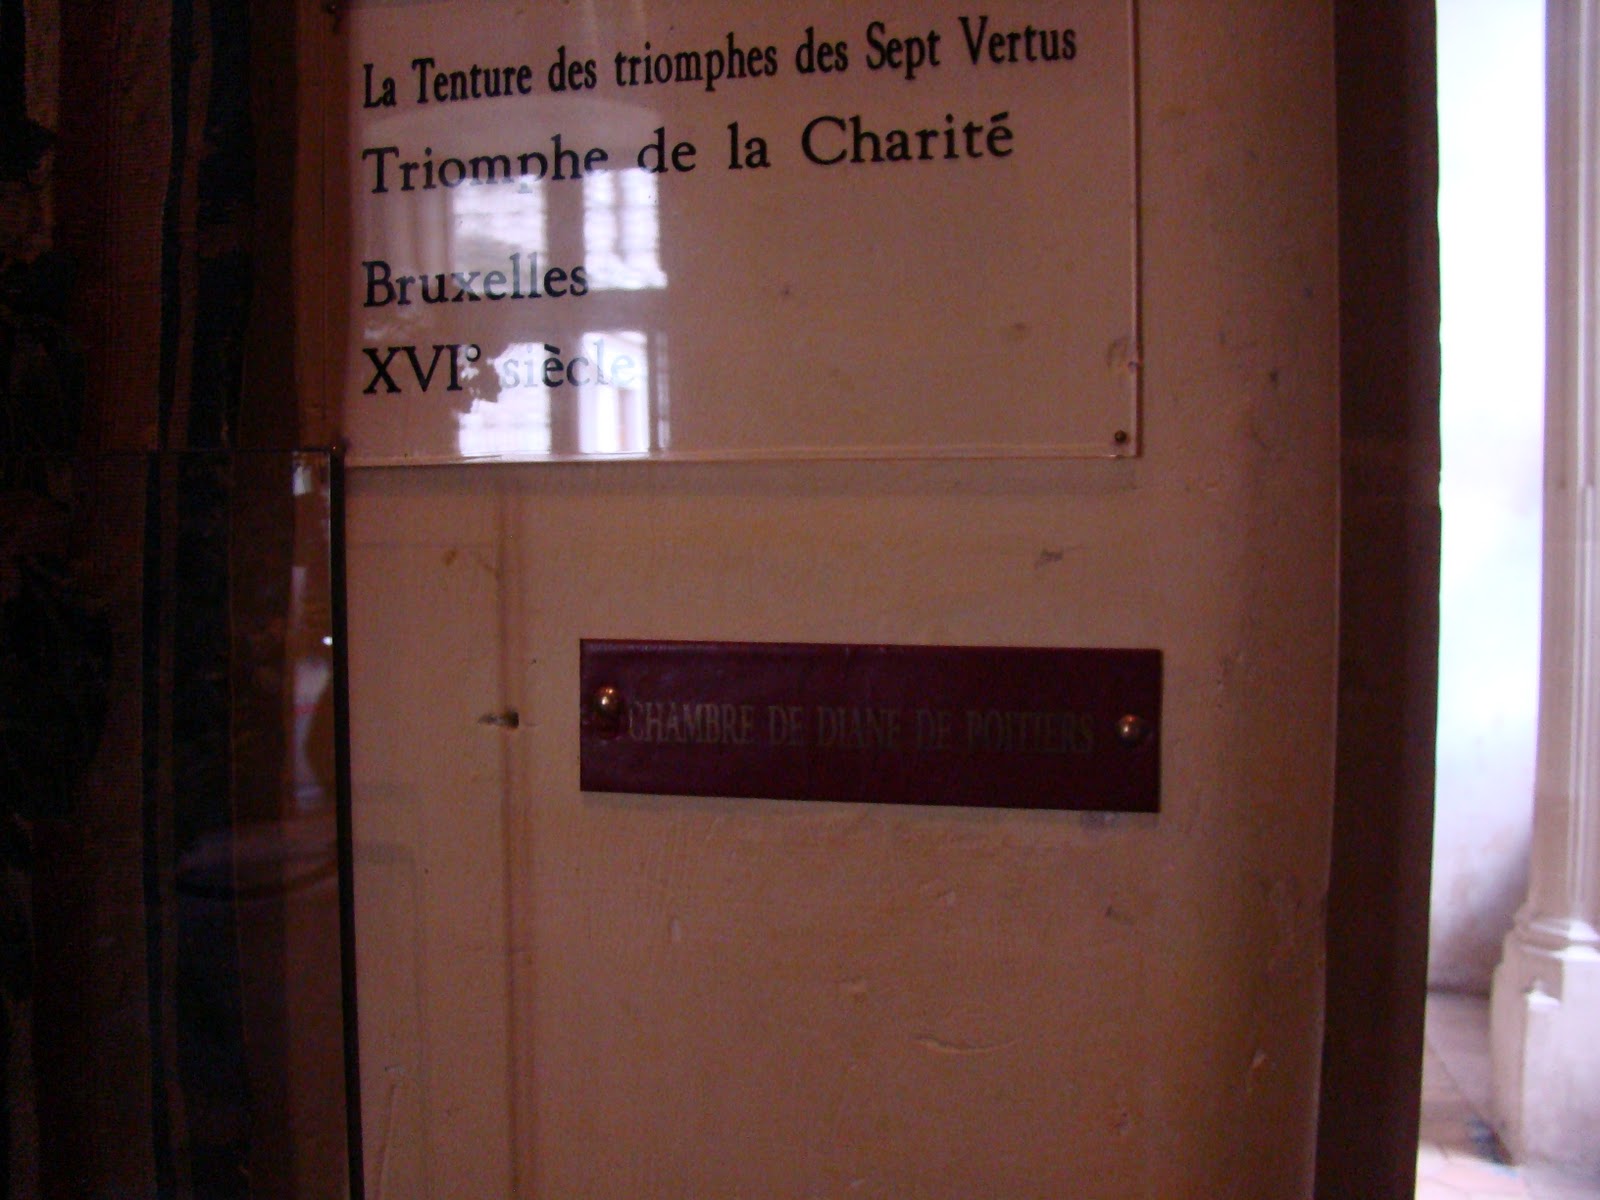 La Tenture des triomphes des Sept Vertus
Triomphe de la Charité
Bruxelles
XVI° siècle
CHAMBRE DE DIANE DE POITIERS